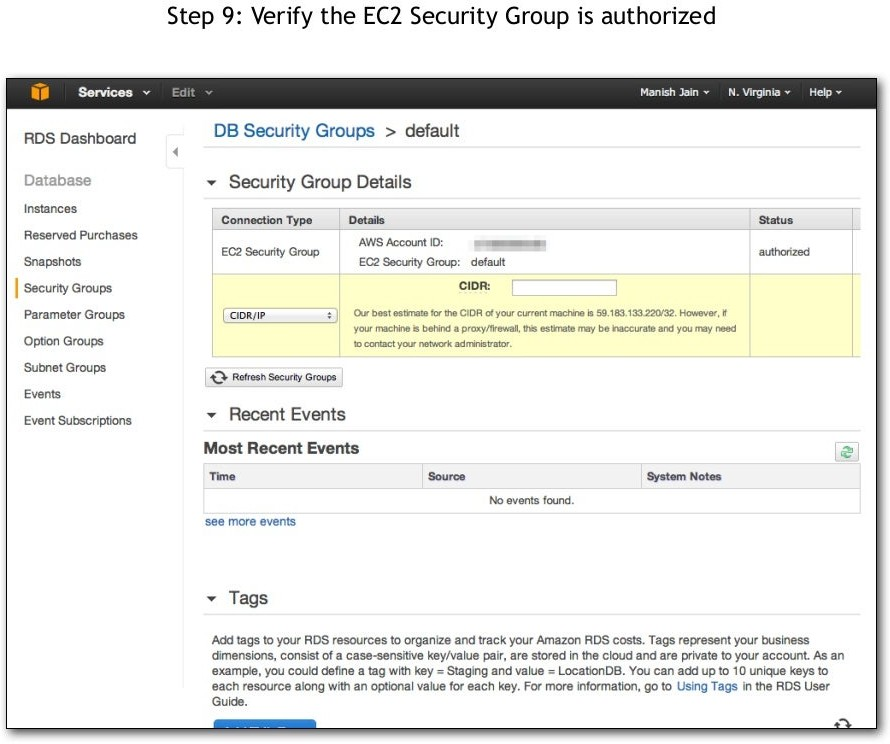 Step 9: Verify the EC2 Security Group is authorized
Services Edit Manish Jain N. Virginia Help
RDS Dashboard
Database
Instances
Reserved Purchases
Snapshots
Security Groups
Parameter Groups
Option Groups
Subnet Groups
Events
Event Subscriptions
DB Security Groups > default
Security Group Details
Connection Type Details Status
EC2 Security Group AWS Account ID: authorized
EC2 Security Group: default
CIDR/IP CIDR:
Our best estimate for the CIDR of your current machine is 59.183.133.220/32. However, if
your machine is behind a proxy/firewall, this estimate may be inaccurate and you may need
to contact your network administrator.
Refresh Security Groups
Recent Events
Most Recent Events
Time Source System Notes
No events found.
see more events
Tags
Add tags to your RDS resources to organize and track your Amazon RDS costs. Tags represent your business
dimensions, consist of a case-sensitive key/value pair, are stored in the cloud and are private to your account. As an
example, you could define a tag with key = Staging and value = LocationDB. You can add up to 10 unique keys to
each resource along with an optional value for each key. For more information, go to Using Tags in the RDS User
Guide.